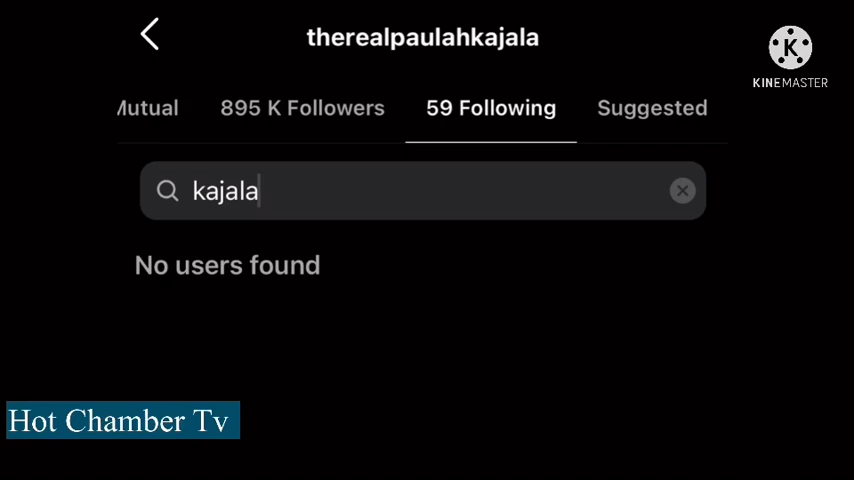 therealpaulahkajala
K
KINEMASTER
Mutual 895 K Followers 59 Following Suggested
kajala
No users found
Hot Chamber Tv